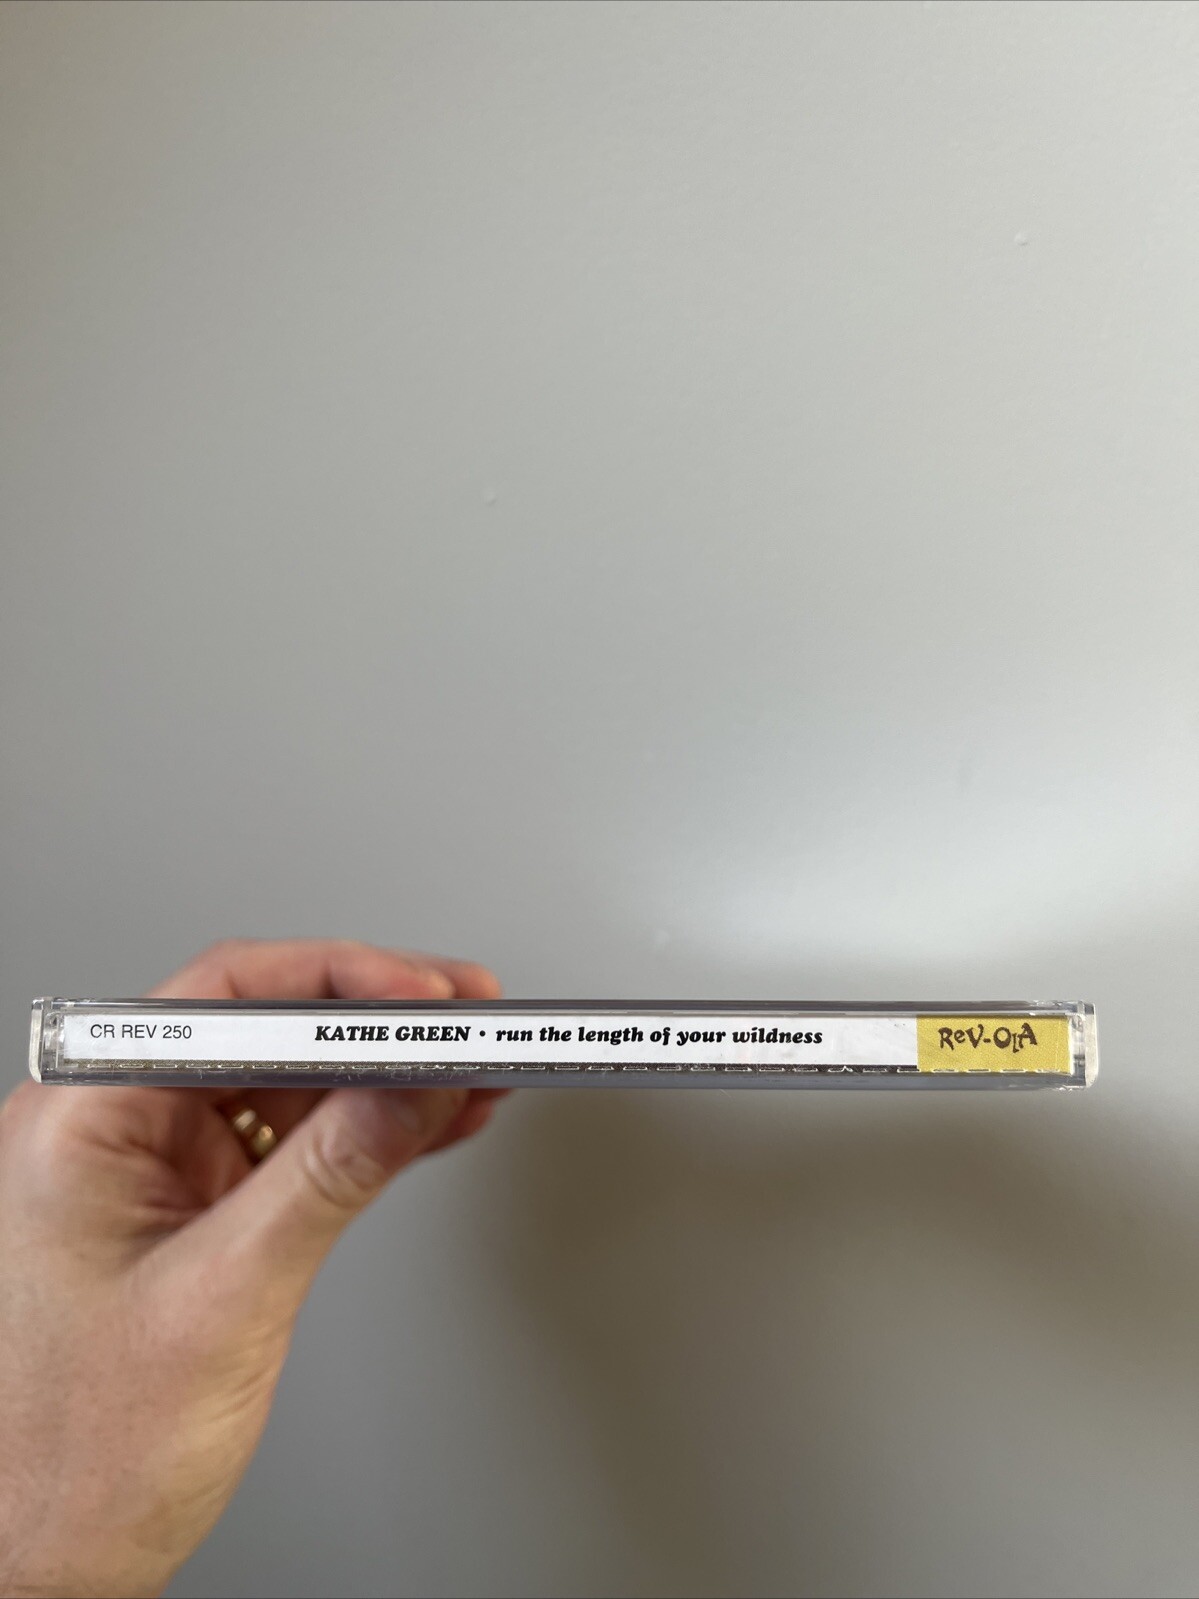 CR REV 250 KATHE GREEN • run the length of your wildness ReV-OLA